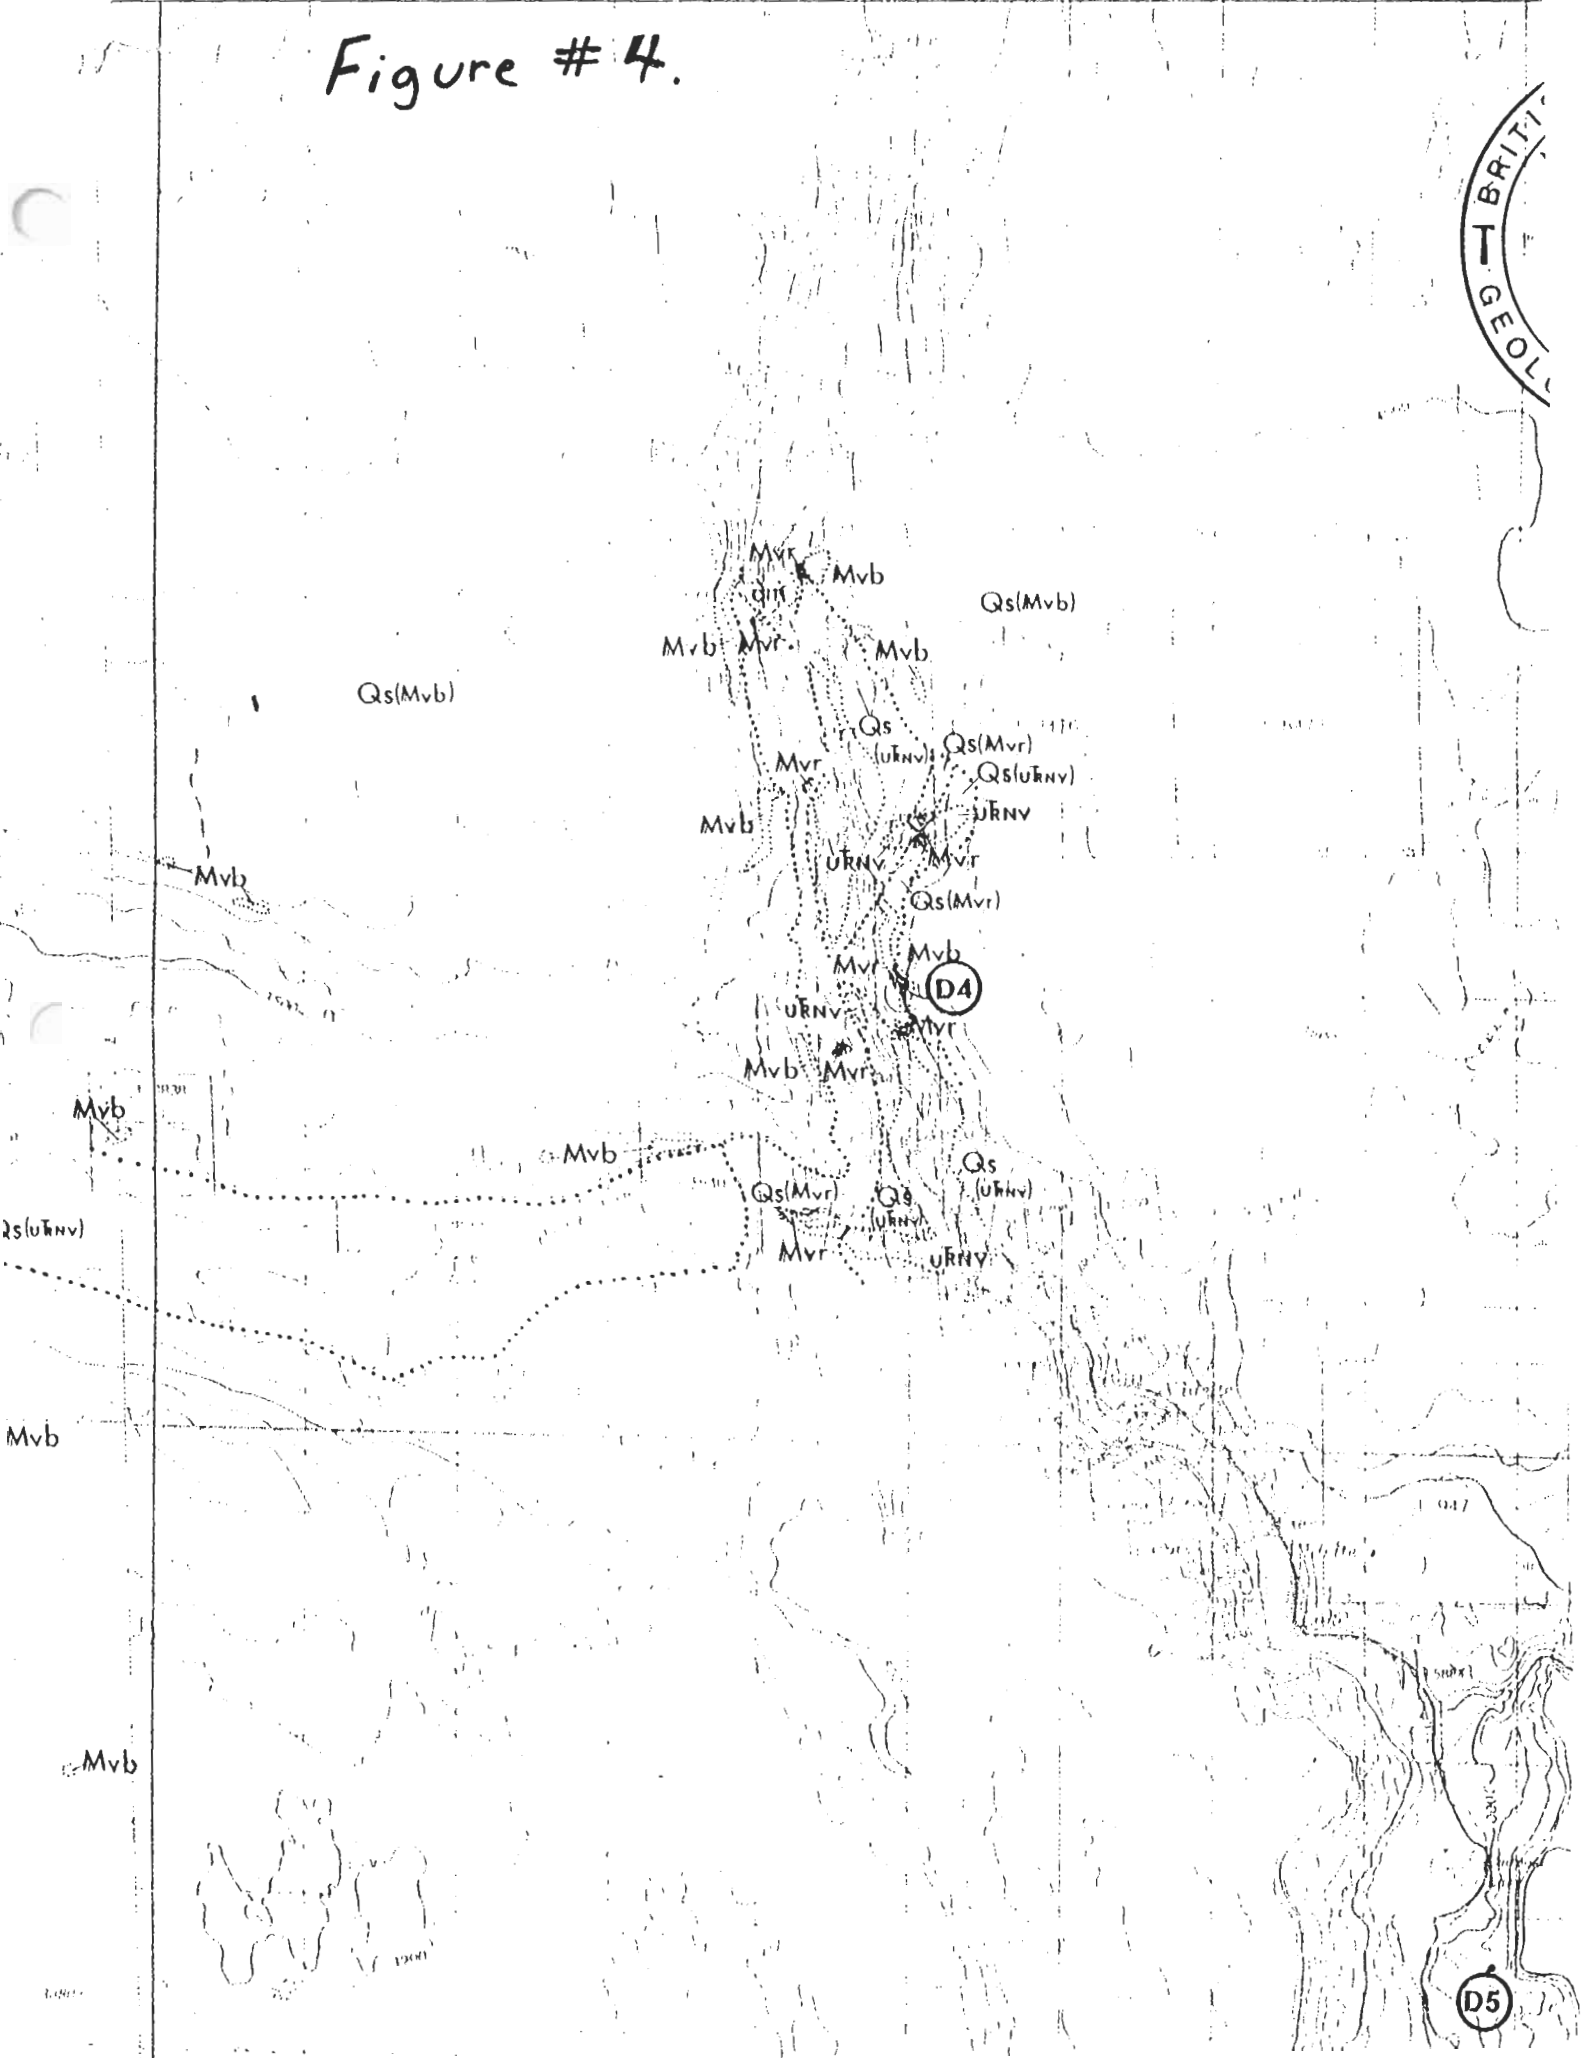 Figure # 4.
BRITI
T
GEOL
Mvr
Mvb
Qs(Mvb)
Mvb
Mvr
Mvb
Qs(Mvb)
Qs
(uTRNV)
Qs(Mvr)
Mvr
Qs(uTRNV)
uTRNV
Mvb
uTRNV
Mvr
Mvb
Qs(Mvr)
Mvb
Mvr
D4
uTRNV
Mvr
Mvb
Mvr
Mvb
Mvb
Qs
(uTRNV)
Qs(Mvr)
Qs
(uTRNV)
Qs(uTRNV)
Mvr
uTRNV
Mvb
Mvb
D5